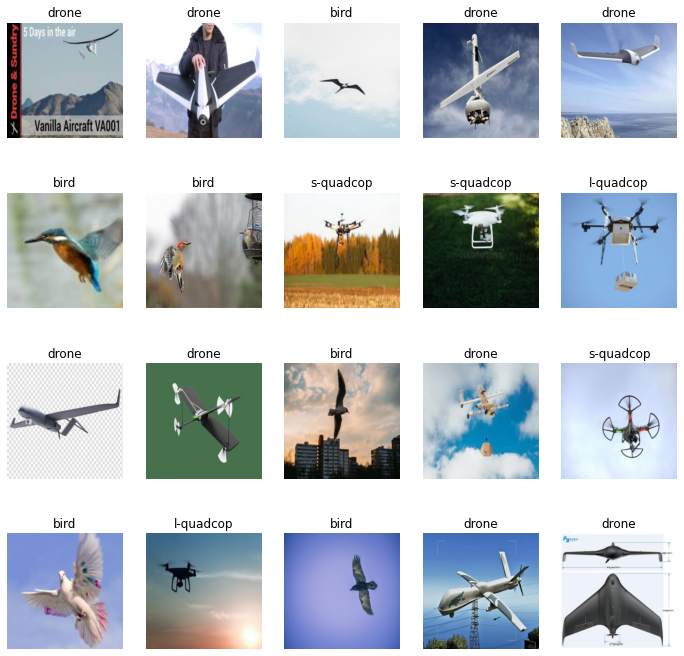 drone
drone
bird
drone
drone
Drone & Sundry
5 Days in the air
Vanilla Aircraft VA001
bird
bird
s-quadcop
s-quadcop
l-quadcop
drone
drone
bird
drone
s-quadcop
bird
l-quadcop
bird
drone
drone